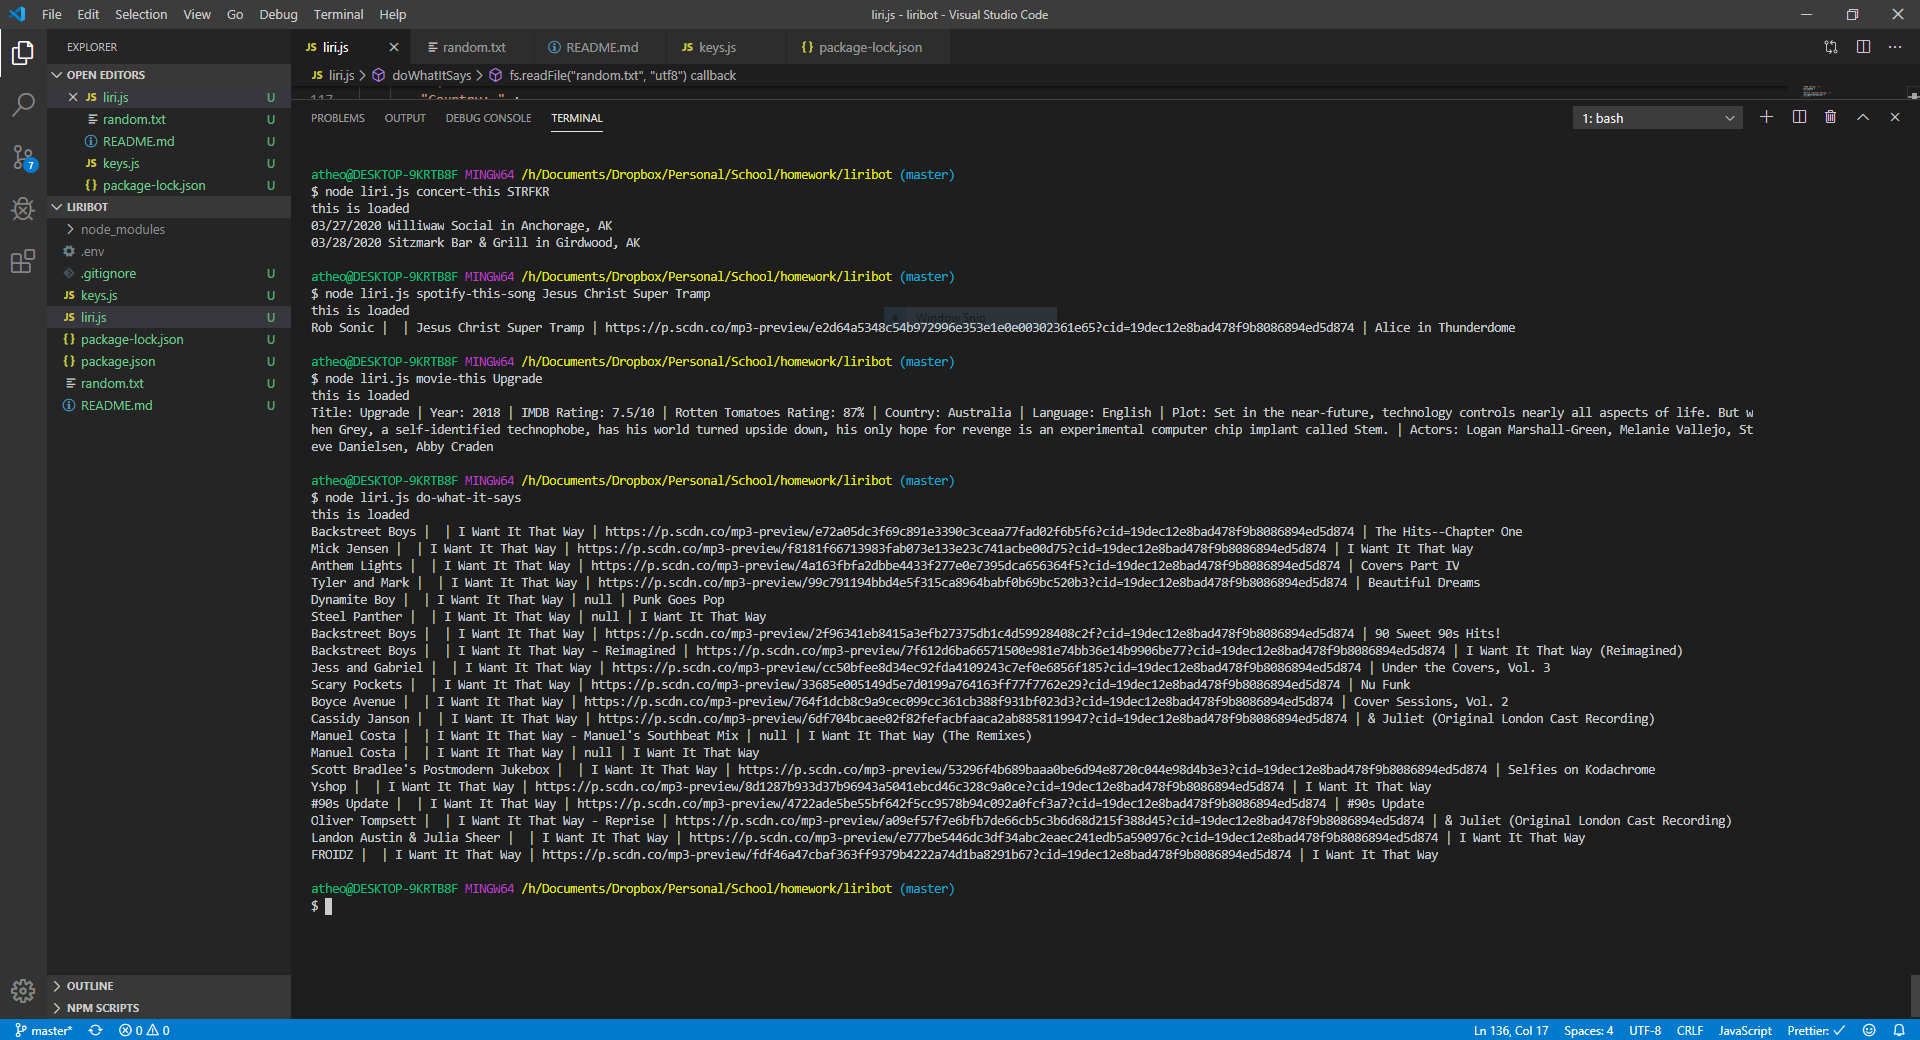 File Edit Selection View Go Debug Terminal Help
liri.js - liribot - Visual Studio Code
EXPLORER
OPEN EDITORS
JS liri.js U
random.txt U
README.md U
JS keys.js U
{} package-lock.json U
LIRIBOT
node_modules
.env
.gitignore U
JS keys.js U
JS liri.js U
{} package-lock.json U
{} package.json U
random.txt U
README.md U
OUTLINE
NPM SCRIPTS
7
JS liri.js random.txt README.md JS keys.js {} package-lock.json
JS liri.js > doWhatItSays > fs.readFile("random.txt", "utf8") callback
117 "Country: " +
PROBLEMS OUTPUT DEBUG CONSOLE TERMINAL 1: bash
atheo@DESKTOP-9KRTB8F MINGW64 /h/Documents/Dropbox/Personal/School/homework/liribot (master)
$ node liri.js concert-this STRFKR
this is loaded
03/27/2020 Williwaw Social in Anchorage, AK
03/28/2020 Sitzmark Bar & Grill in Girdwood, AK
atheo@DESKTOP-9KRTB8F MINGW64 /h/Documents/Dropbox/Personal/School/homework/liribot (master)
$ node liri.js spotify-this-song Jesus Christ Super Tramp
this is loaded
Window Snip
Rob Sonic | | Jesus Christ Super Tramp | https://p.scdn.co/mp3-preview/e2d64a5348c54b972996e353e1e0e00302361e65?cid=19dec12e8bad478f9b8086894ed5d874 | Alice in Thunderdome
atheo@DESKTOP-9KRTB8F MINGW64 /h/Documents/Dropbox/Personal/School/homework/liribot (master)
$ node liri.js movie-this Upgrade
this is loaded
Title: Upgrade | Year: 2018 | IMDB Rating: 7.5/10 | Rotten Tomatoes Rating: 87% | Country: Australia | Language: English | Plot: Set in the near-future, technology controls nearly all aspects of life. But w
hen Grey, a self-identified technophobe, has his world turned upside down, his only hope for revenge is an experimental computer chip implant called Stem. | Actors: Logan Marshall-Green, Melanie Vallejo, St
eve Danielsen, Abby Craden
atheo@DESKTOP-9KRTB8F MINGW64 /h/Documents/Dropbox/Personal/School/homework/liribot (master)
$ node liri.js do-what-it-says
this is loaded
Backstreet Boys | | I Want It That Way | https://p.scdn.co/mp3-preview/e72a05dc3f69c891e3390c3ceaa77fad02f6b5f6?cid=19dec12e8bad478f9b8086894ed5d874 | The Hits--Chapter One
Mick Jensen | | I Want It That Way | https://p.scdn.co/mp3-preview/f8181f66713983fab073e133e23c741acbe00d75?cid=19dec12e8bad478f9b8086894ed5d874 | I Want It That Way
Anthem Lights | | I Want It That Way | https://p.scdn.co/mp3-preview/4a163fbfa2dbbe4433f277e0e7395dca656364f5?cid=19dec12e8bad478f9b8086894ed5d874 | Covers Part IV
Tyler and Mark | | I Want It That Way | https://p.scdn.co/mp3-preview/99c791194bbd4e5f315ca8964babf0b69bc520b3?cid=19dec12e8bad478f9b8086894ed5d874 | Beautiful Dreams
Dynamite Boy | | I Want It That Way | null | Punk Goes Pop
Steel Panther | | I Want It That Way | null | I Want It That Way
Backstreet Boys | | I Want It That Way | https://p.scdn.co/mp3-preview/2f96341eb8415a3efb27375db1c4d59928408c2f?cid=19dec12e8bad478f9b8086894ed5d874 | 90 Sweet 90s Hits!
Backstreet Boys | | I Want It That Way - Reimagined | https://p.scdn.co/mp3-preview/7f612d6ba66571500e981e74bb36e14b9906be77?cid=19dec12e8bad478f9b8086894ed5d874 | I Want It That Way (Reimagined)
Jess and Gabriel | | I Want It That Way | https://p.scdn.co/mp3-preview/cc50bfee8d34ec92fda4109243c7ef0e6856f185?cid=19dec12e8bad478f9b8086894ed5d874 | Under the Covers, Vol. 3
Scary Pockets | | I Want It That Way | https://p.scdn.co/mp3-preview/33685e005149d5e7d0199a764163ff77f7762e29?cid=19dec12e8bad478f9b8086894ed5d874 | Nu Funk
Boyce Avenue | | I Want It That Way | https://p.scdn.co/mp3-preview/764f1dcb8c9a9cec099cc361cb388f931bf023d3?cid=19dec12e8bad478f9b8086894ed5d874 | Cover Sessions, Vol. 2
Cassidy Janson | | I Want It That Way | https://p.scdn.co/mp3-preview/6df704bcaee02f82fefacbfaaca2ab8858119947?cid=19dec12e8bad478f9b8086894ed5d874 | & Juliet (Original London Cast Recording)
Manuel Costa | | I Want It That Way - Manuel's Southbeat Mix | null | I Want It That Way (The Remixes)
Manuel Costa | | I Want It That Way | null | I Want It That Way
Scott Bradlee's Postmodern Jukebox | | I Want It That Way | https://p.scdn.co/mp3-preview/53296f4b689baaa0be6d94e8720c044e98d4b3e3?cid=19dec12e8bad478f9b8086894ed5d874 | Selfies on Kodachrome
Yshop | | I Want It That Way | https://p.scdn.co/mp3-preview/8d1287b933d37b96943a5041ebcd46c328c9a0ce?cid=19dec12e8bad478f9b8086894ed5d874 | I Want It That Way
#90s Update | | I Want It That Way | https://p.scdn.co/mp3-preview/4722ade5be55bf642f5cc9578b94c092a0fcf3a7?cid=19dec12e8bad478f9b8086894ed5d874 | #90s Update
Oliver Tompsett | | I Want It That Way - Reprise | https://p.scdn.co/mp3-preview/a09ef57f7e6bfb7de66cb5c3b6d68d215f388d45?cid=19dec12e8bad478f9b8086894ed5d874 | & Juliet (Original London Cast Recording)
Landon Austin & Julia Sheer | | I Want It That Way | https://p.scdn.co/mp3-preview/e777be5446dc3df34abc2eaec241edb5a590976c?cid=19dec12e8bad478f9b8086894ed5d874 | I Want It That Way
FROIDZ | | I Want It That Way | https://p.scdn.co/mp3-preview/fdf46a47cbaf363ff9379b4222a74d1ba8291b67?cid=19dec12e8bad478f9b8086894ed5d874 | I Want It That Way
atheo@DESKTOP-9KRTB8F MINGW64 /h/Documents/Dropbox/Personal/School/homework/liribot (master)
$
master* 0 0 Ln 136, Col 17 Spaces: 4 UTF-8 CRLF JavaScript Prettier: ✓